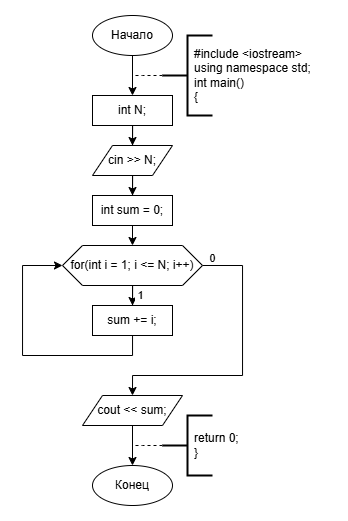 Начало
#include <iostream>
using namespace std;
int main()
{
int N;
cin >> N;
int sum = 0;
for(int i = 1; i <= N; i++)
0
1
sum += i;
cout << sum;
return 0;
}
Конец